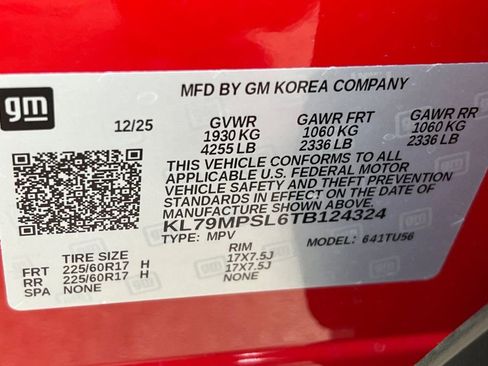 gm
MFD BY GM KOREA COMPANY
12/25
GVWR
1930 KG
4255 LB
GAWR FRT
1060 KG
2336 LB
GAWR RR
1060 KG
2336 LB
THIS VEHICLE CONFORMS TO ALL
APPLICABLE U.S. FEDERAL MOTOR
VEHICLE SAFETY AND THEFT PREVENTION
STANDARDS IN EFFECT ON THE DATE OF
MANUFACTURE SHOWN ABOVE.
KL79MPSL6TB124324
TYPE: MPV
MODEL: 641TU56
TIRE SIZE
RIM
FRT 225/60R17 H 17X7.5J
RR 225/60R17 H 17X7.5J
SPA NONE NONE